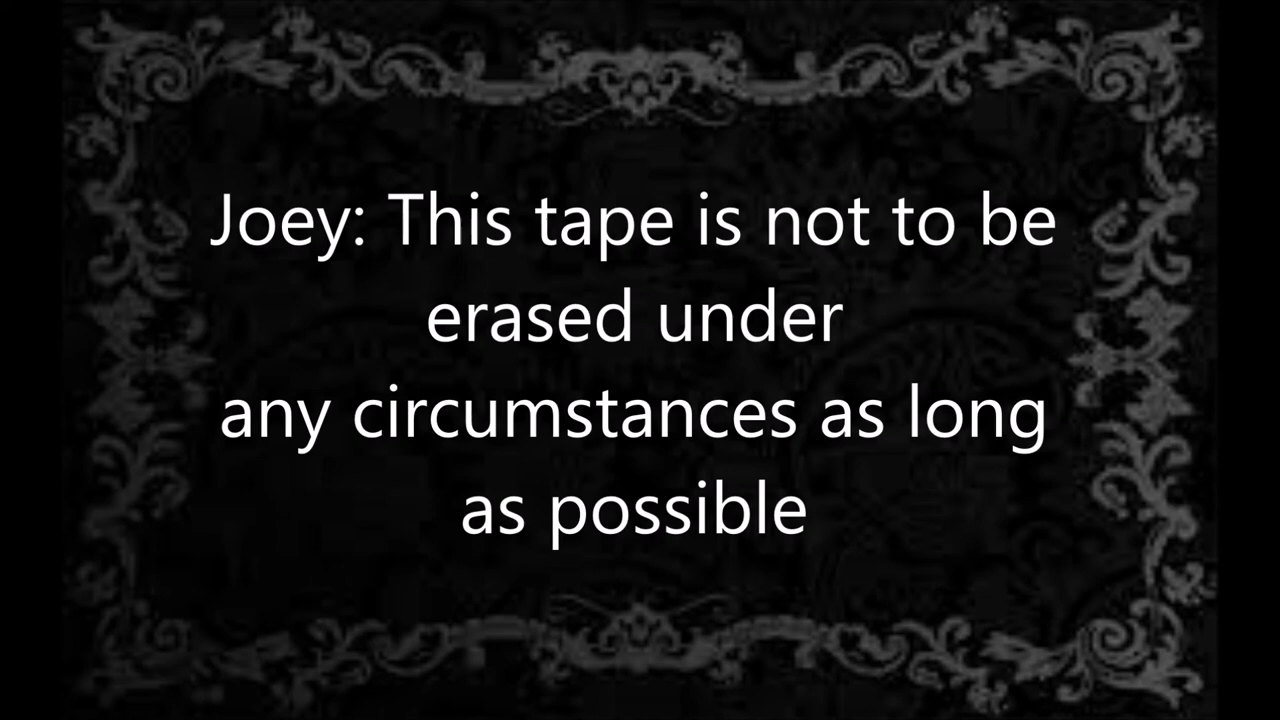 Joey: This tape is not to be
erased under
any circumstances as long
as possible